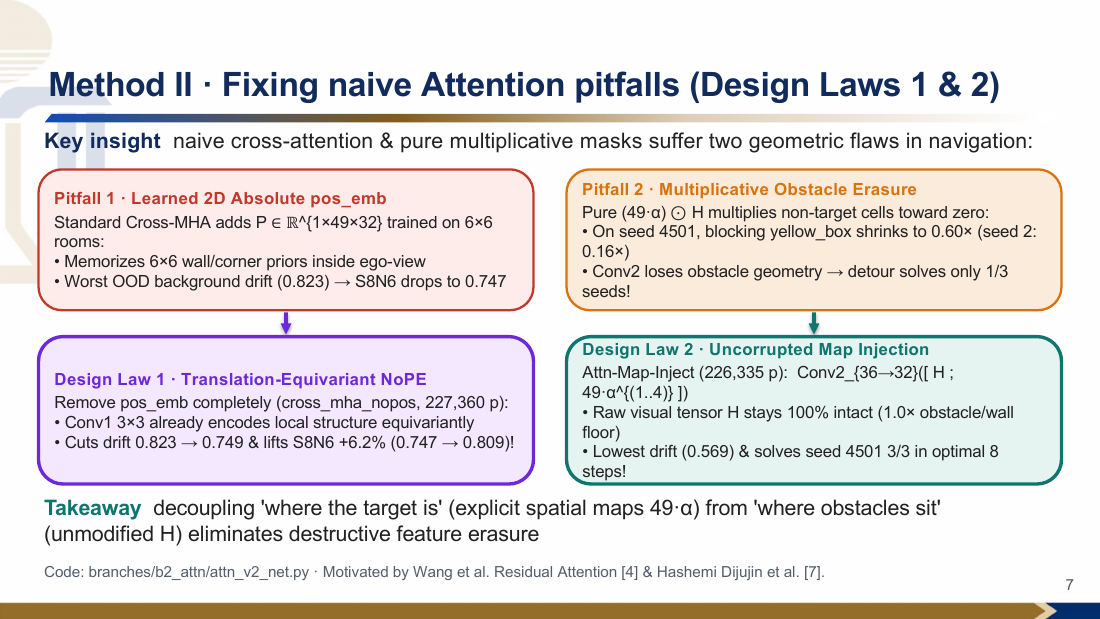 Method II · Fixing naive Attention pitfalls (Design Laws 1 & 2)
Key insight  naive cross-attention & pure multiplicative masks suffer two geometric flaws in navigation:
Pitfall 1 · Learned 2D Absolute pos_emb
Standard Cross-MHA adds P ∈ ℝ^{1×49×32} trained on 6×6
rooms:
• Memorizes 6×6 wall/corner priors inside ego-view
• Worst OOD background drift (0.823) → S8N6 drops to 0.747
Pitfall 2 · Multiplicative Obstacle Erasure
Pure (49·α) ⊙ H multiplies non-target cells toward zero:
• On seed 4501, blocking yellow_box shrinks to 0.60× (seed 2:
0.16×)
• Conv2 loses obstacle geometry → detour solves only 1/3
seeds!
Design Law 1 · Translation-Equivariant NoPE
Remove pos_emb completely (cross_mha_nopos, 227,360 p):
• Conv1 3×3 already encodes local structure equivariantly
• Cuts drift 0.823 → 0.749 & lifts S8N6 +6.2% (0.747 → 0.809)!
Design Law 2 · Uncorrupted Map Injection
Attn-Map-Inject (226,335 p):  Conv2_{36→32}([ H ;
49·α^{(1..4)} ])
• Raw visual tensor H stays 100% intact (1.0× obstacle/wall
floor)
• Lowest drift (0.569) & solves seed 4501 3/3 in optimal 8
steps!
Takeaway  decoupling 'where the target is' (explicit spatial maps 49·α) from 'where obstacles sit'
(unmodified H) eliminates destructive feature erasure
Code: branches/b2_attn/attn_v2_net.py · Motivated by Wang et al. Residual Attention [4] & Hashemi Dijujin et al. [7].
7